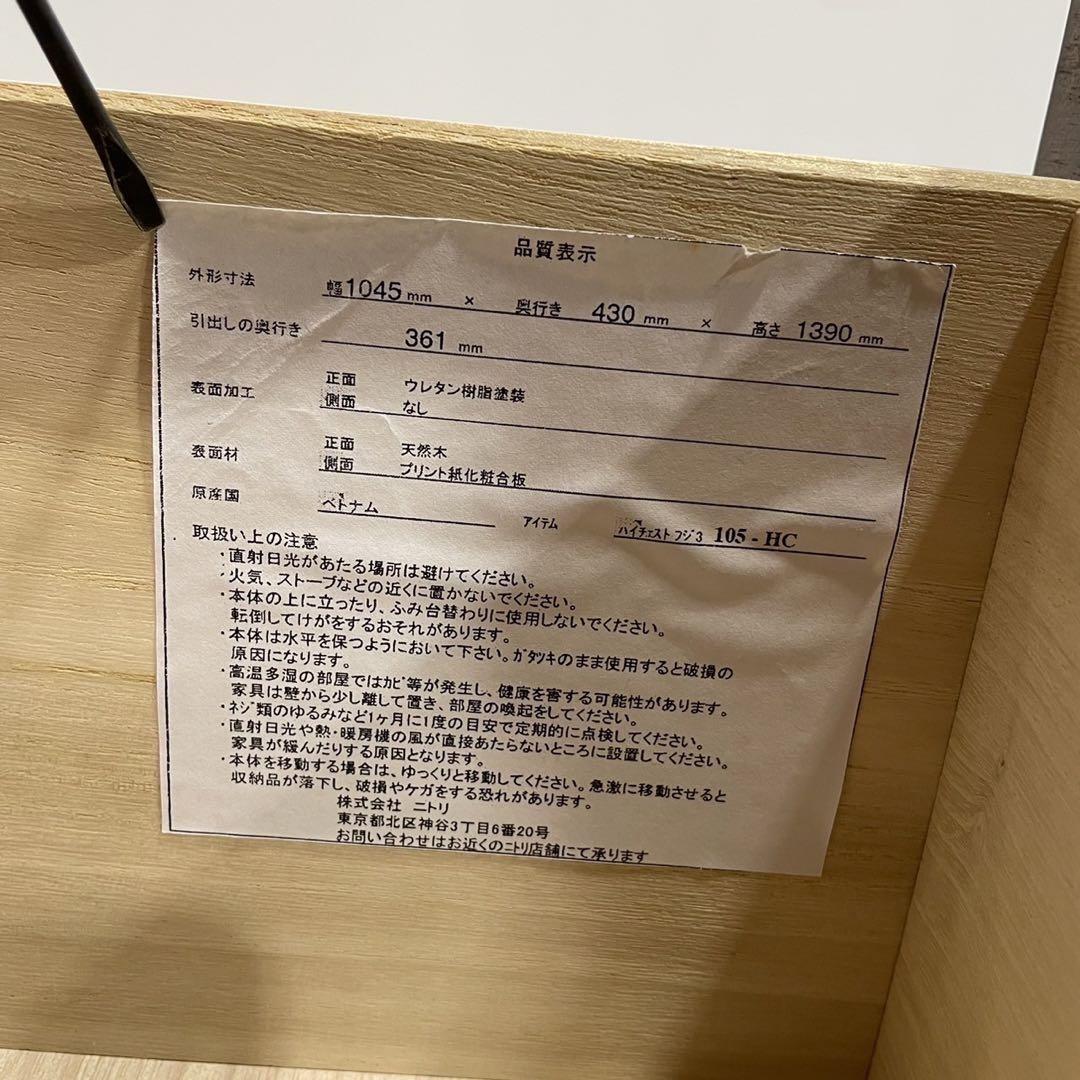 品質表示
外形寸法 幅1045 mm × 奥行き 430 mm × 高さ 1390 mm
引出しの奥行き 361 mm
表面加工 正面 ウレタン樹脂塗装
側面 なし
表面材 正面 天然木
側面 プリント紙化粧合板
原産国 ベトナム アイテム ハイチェスト フジ3 105 - HC
取扱い上の注意
・直射日光があたる場所は避けてください。
・火気、ストーブなどの近くに置かないでください。
・本体の上に立ったり、ふみ台替わりに使用しないでください。
転倒してけがをするおそれがあります。
・本体は水平を保つようにおいて下さい。ガタツキのまま使用すると破損の
原因になります。
・高温多湿の部屋ではカビ等が発生し、健康を害する可能性があります。
家具は壁から少し離して置き、部屋の喚起をしてください。
・ネジ類のゆるみなど1ヶ月に1度の目安で定期的に点検してください。
・直射日光や熱・暖房機の風が直接あたらないところに設置してください。
家具が緩んだりする原因となります。
・本体を移動する場合は、ゆっくりと移動してください。急激に移動させると
収納品が落下し、破損やケガをする恐れがあります。
株式会社 ニトリ
東京都北区神谷3丁目6番20号
お問い合わせはお近くのニトリ店舗にて承ります